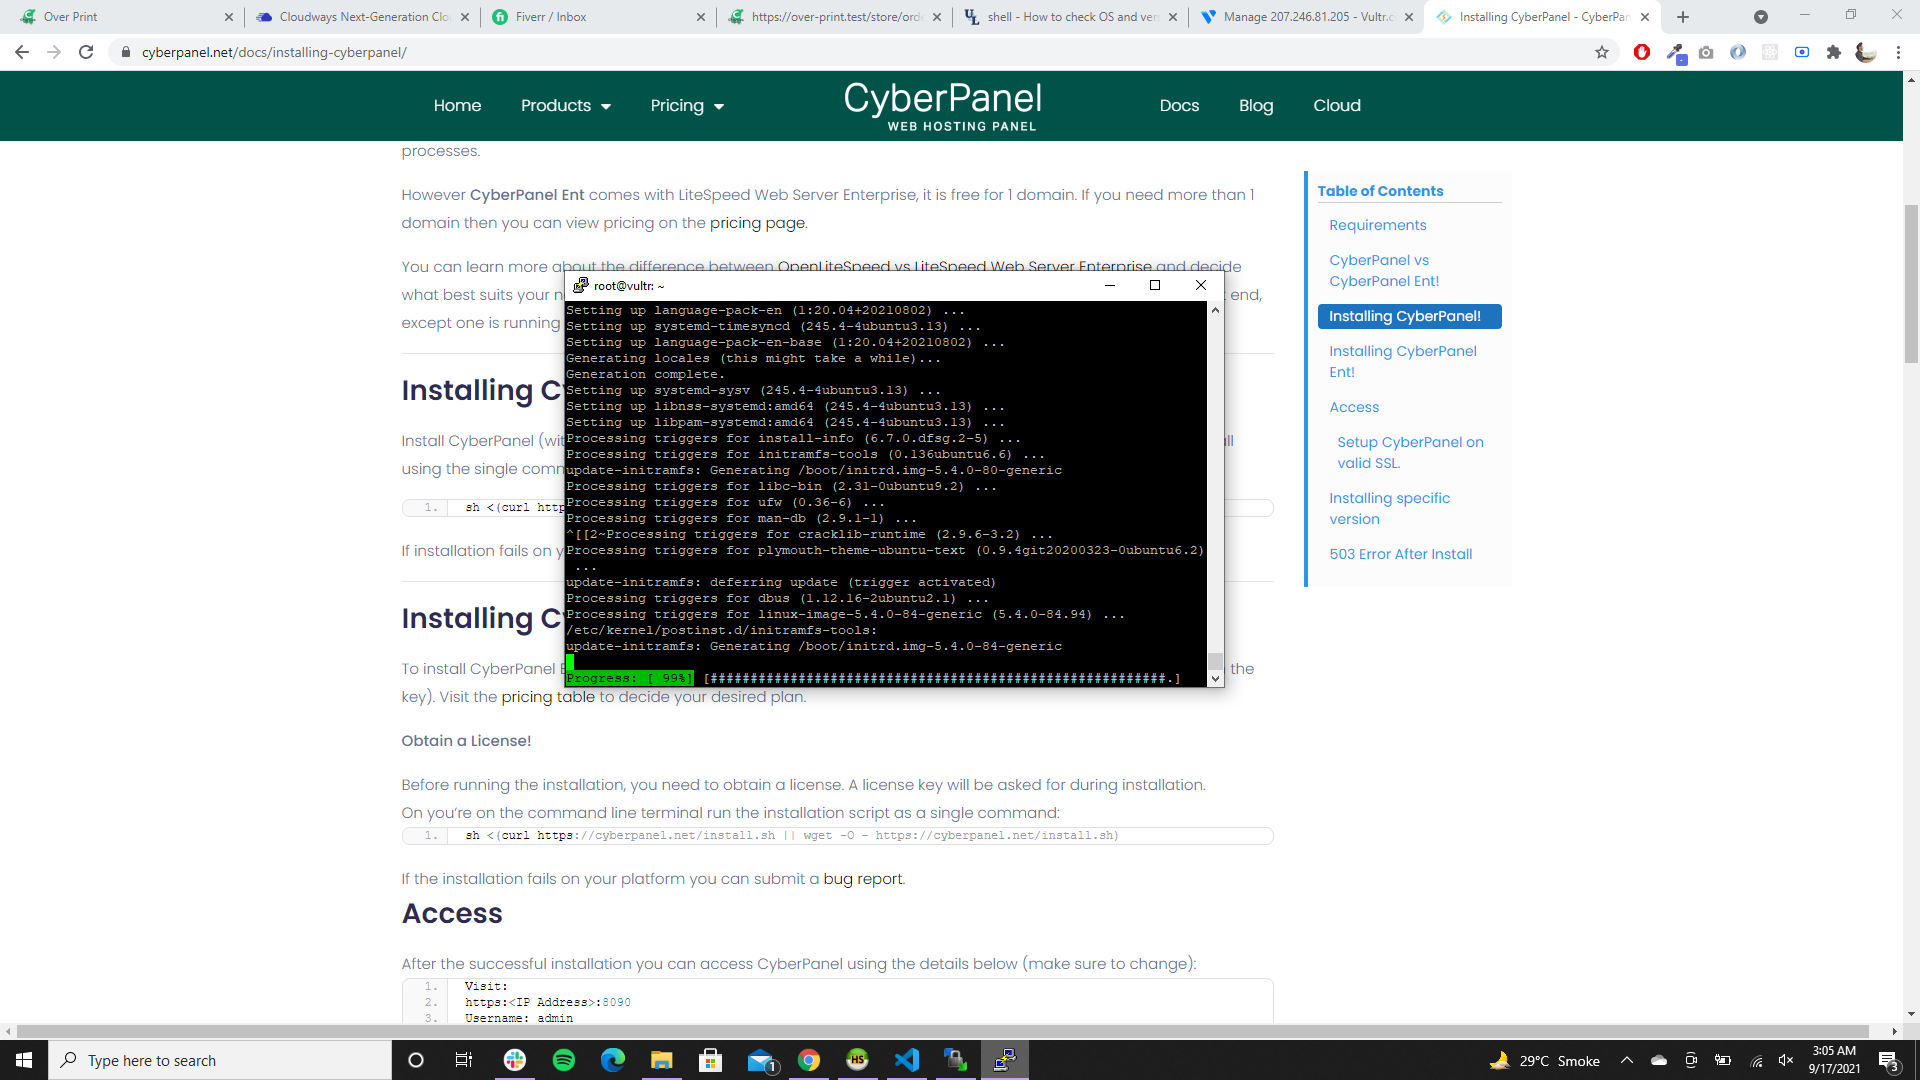 Over Print
Cloudways Next-Generation Clo
Fiverr / Inbox
https://over-print.test/store/orde
shell - How to check OS and ver
Manage 207.246.81.205 - Vultr.c
Installing CyberPanel - CyberPan
cyberpanel.net/docs/installing-cyberpanel/
Home
Products
Pricing
CyberPanel
WEB HOSTING PANEL
Docs
Blog
Cloud
processes.
However CyberPanel Ent comes with LiteSpeed Web Server Enterprise, it is free for 1 domain. If you need more than 1
domain then you can view pricing on the pricing page.
You can learn more about the difference between OpenLiteSpeed vs LiteSpeed Web Server Enterprise and decide
what best suits your n
end,
except one is running
Installing C
Install CyberPanel (wit
ll
using the single comm
1. sh <(curl http
If installation fails on y
Installing C
To install CyberPanel E
the
key). Visit the pricing table to decide your desired plan.
Obtain a License!
Before running the installation, you need to obtain a license. A license key will be asked for during installation.
On you're on the command line terminal run the installation script as a single command:
1. sh <(curl https://cyberpanel.net/install.sh || wget -O - https://cyberpanel.net/install.sh)
If the installation fails on your platform you can submit a bug report.
Access
After the successful installation you can access CyberPanel using the details below (make sure to change):
1. Visit:
2. https:<IP Address>:8090
3. Username: admin
Table of Contents
Requirements
CyberPanel vs
CyberPanel Ent!
Installing CyberPanel!
Installing CyberPanel
Ent!
Access
Setup CyberPanel on
valid SSL.
Installing specific
version
503 Error After Install
root@vultr: ~
Setting up language-pack-en (1:20.04+20210802) ...
Setting up systemd-timesyncd (245.4-4ubuntu3.13) ...
Setting up language-pack-en-base (1:20.04+20210802) ...
Generating locales (this might take a while)...
Generation complete.
Setting up systemd-sysv (245.4-4ubuntu3.13) ...
Setting up libnss-systemd:amd64 (245.4-4ubuntu3.13) ...
Setting up libpam-systemd:amd64 (245.4-4ubuntu3.13) ...
Processing triggers for install-info (6.7.0.dfsg.2-5) ...
Processing triggers for initramfs-tools (0.136ubuntu6.6) ...
update-initramfs: Generating /boot/initrd.img-5.4.0-80-generic
Processing triggers for libc-bin (2.31-0ubuntu9.2) ...
Processing triggers for ufw (0.36-6) ...
Processing triggers for man-db (2.9.1-1) ...
^[[2~Processing triggers for cracklib-runtime (2.9.6-3.2) ...
Processing triggers for plymouth-theme-ubuntu-text (0.9.4git20200323-0ubuntu6.2)
...
update-initramfs: deferring update (trigger activated)
Processing triggers for dbus (1.12.16-2ubuntu2.1) ...
Processing triggers for linux-image-5.4.0-84-generic (5.4.0-84.94) ...
/etc/kernel/postinst.d/initramfs-tools:
update-initramfs: Generating /boot/initrd.img-5.4.0-84-generic
Progress: [ 99%] [#########################################################.]
Type here to search
1
HS
29°C Smoke
3:05 AM
9/17/2021
3